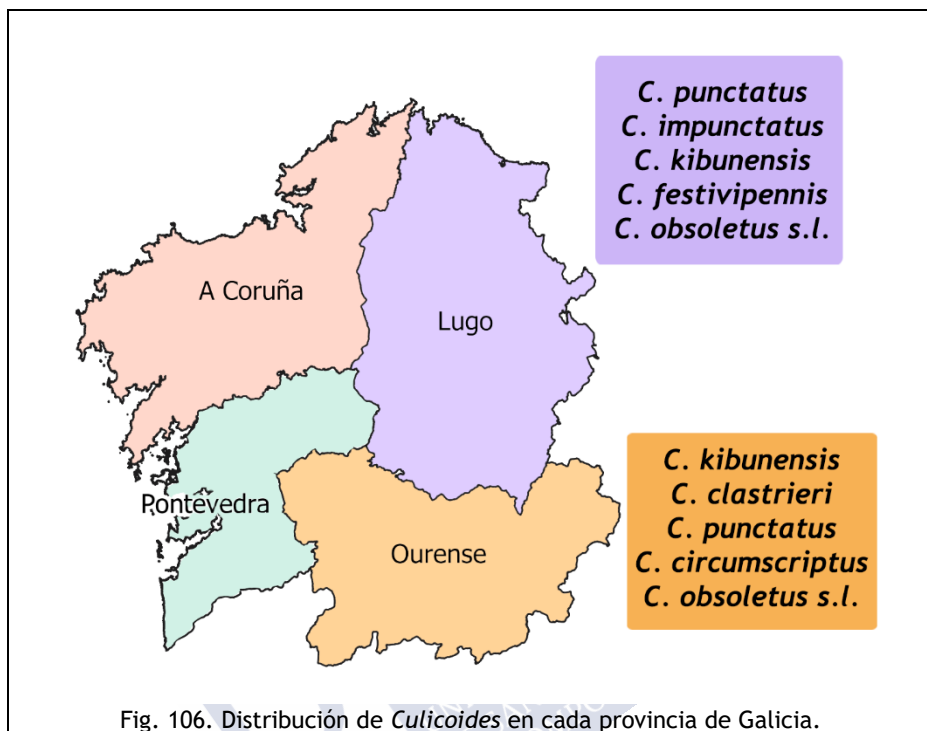 C. punctatus
C. impunctatus
C. kibunensis
C. festivipennis
C. obsoletus s.l.
A Coruña
Lugo
C. kibunensis
C. clastrieri
C. punctatus
C. circumscriptus
C. obsoletus s.l.
Pontevedra
Ourense
Fig. 106. Distribución de Culicoides en cada provincia de Galicia.